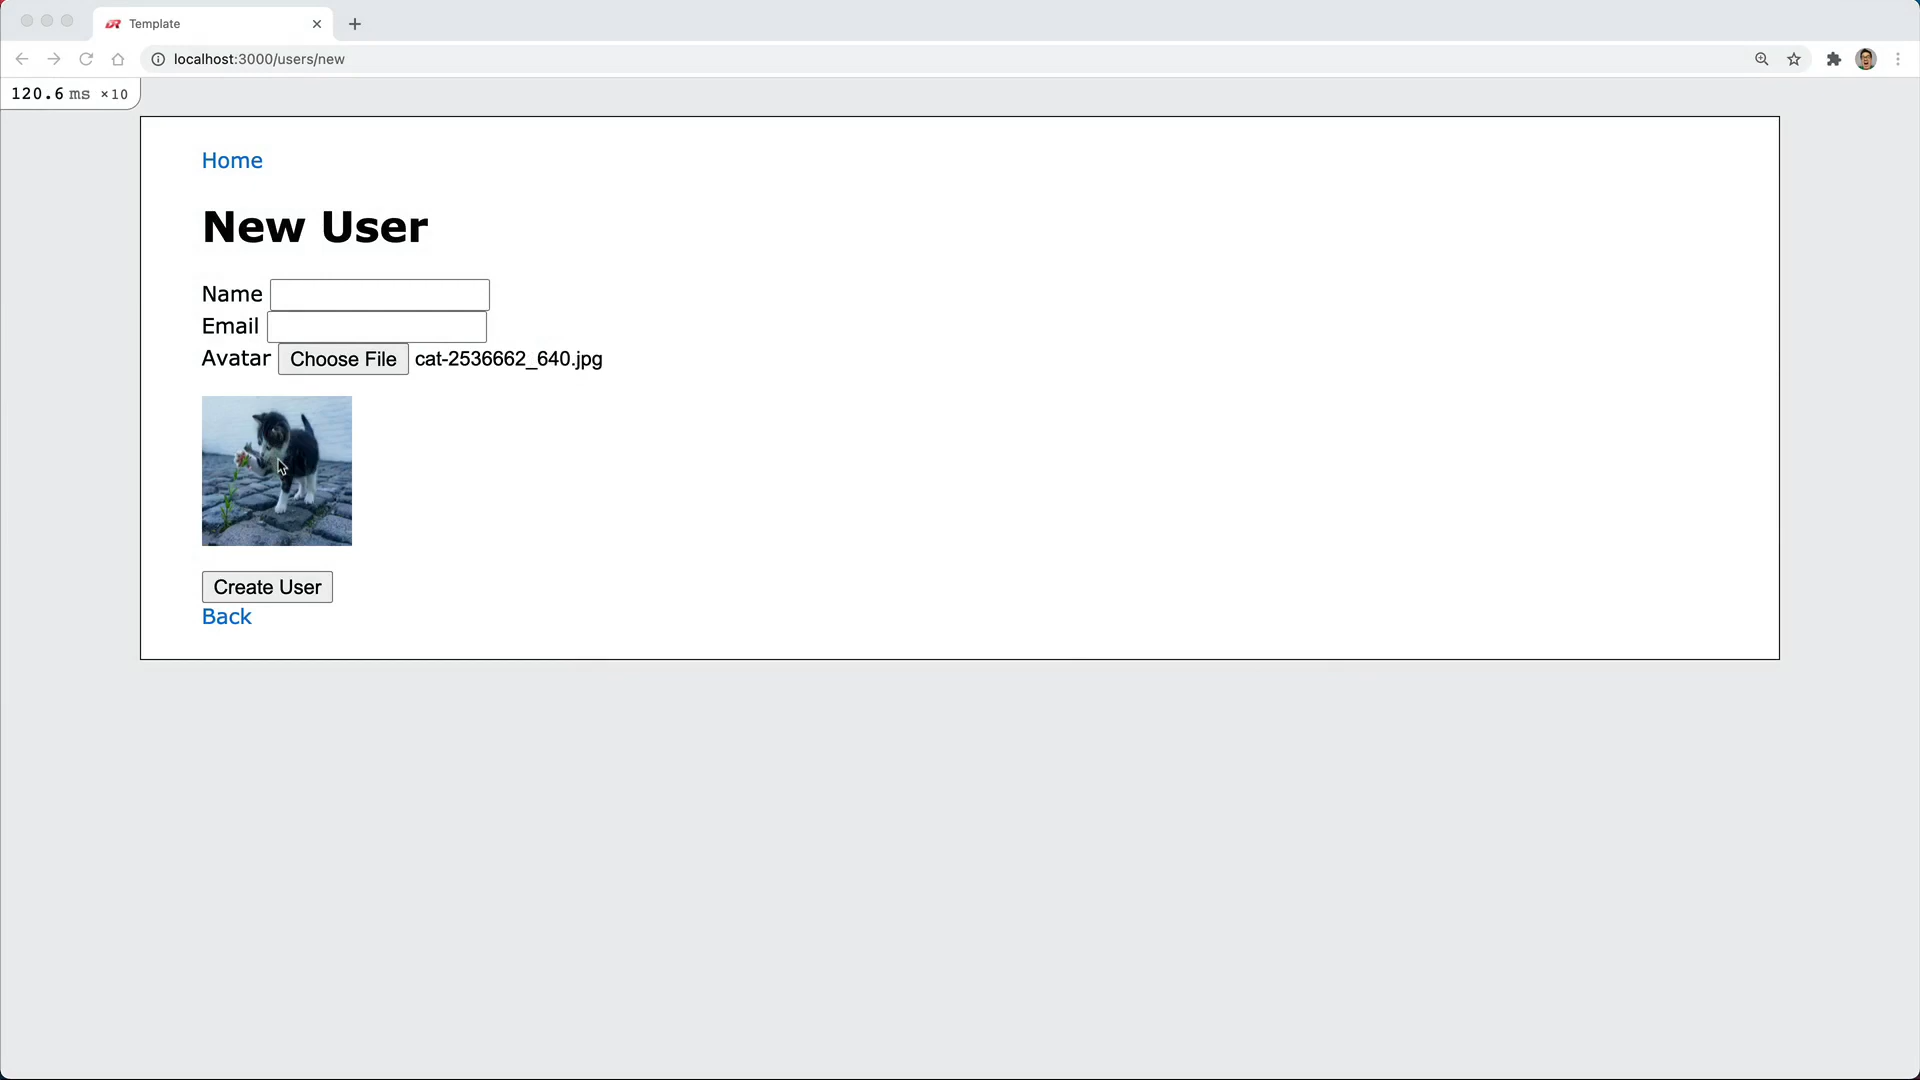 Template
localhost:3000/users/new
120.6 ms ×10
Home
New User
Name
Email
Avatar Choose File cat-2536662_640.jpg
Create User
Back